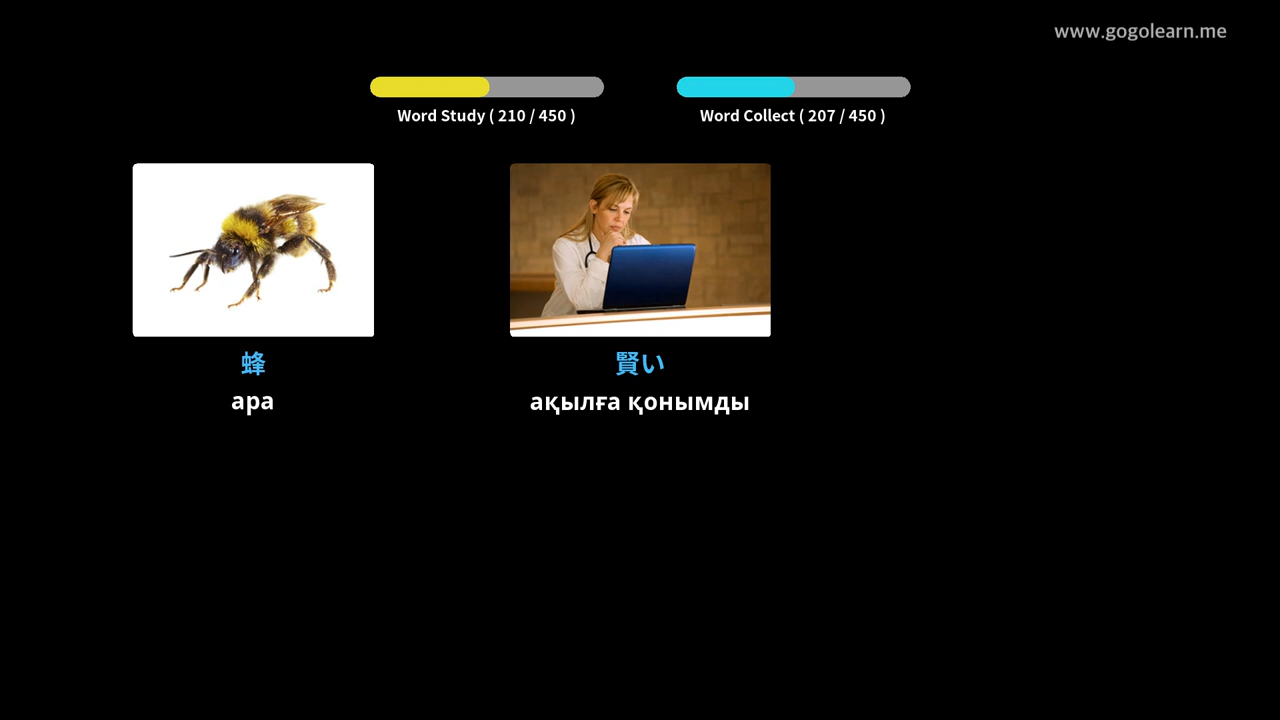 www.gogolearn.me
Word Study ( 210 / 450 )
Word Collect ( 207 / 450 )
蜂
ара
賢い
ақылға қонымды